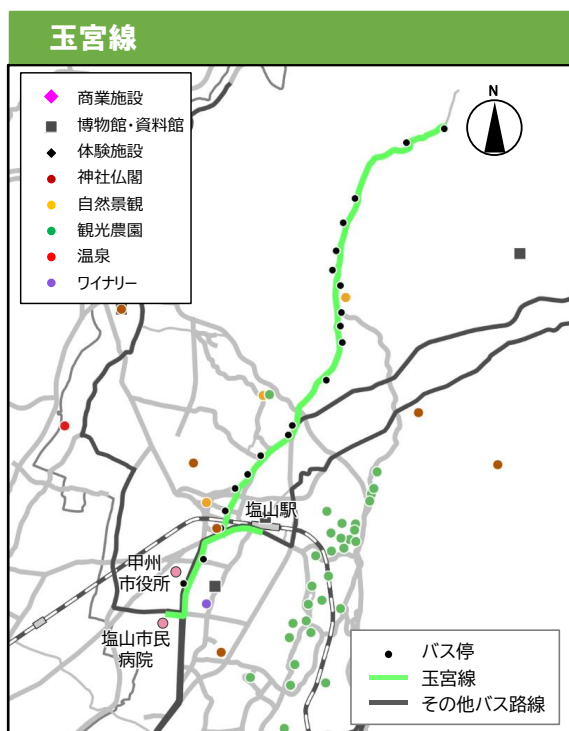 玉宮線
商業施設
博物館・資料館
体験施設
神社仏閣
自然景観
観光農園
温泉
ワイナリー
N
塩山駅
甲州
市役所
塩山市民
病院
バス停
玉宮線
その他バス路線